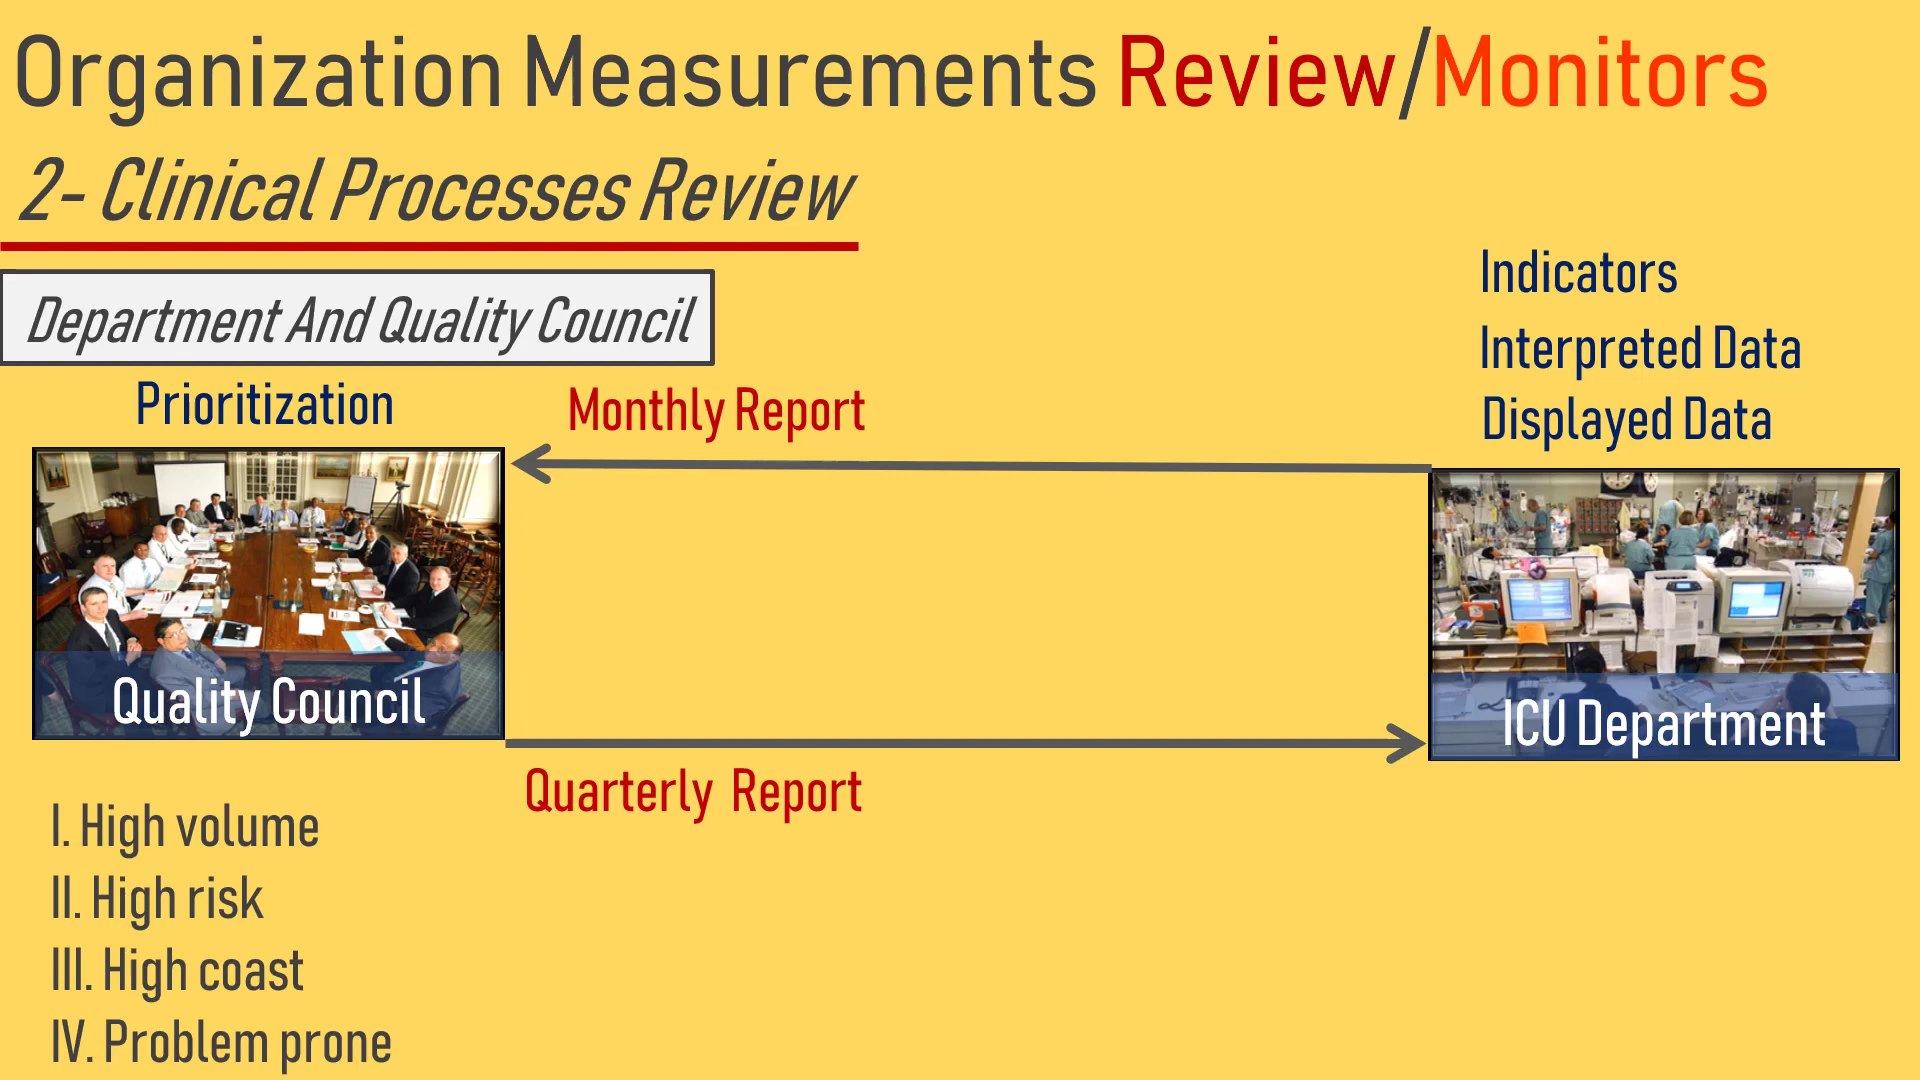 Organization Measurements Review/Monitors
2- Clinical Processes Review
Department And Quality Council
Indicators
Interpreted Data
Displayed Data
Prioritization
Monthly Report
Quality Council
ICU Department
Quarterly Report
I. High volume
II. High risk
III. High coast
IV. Problem prone